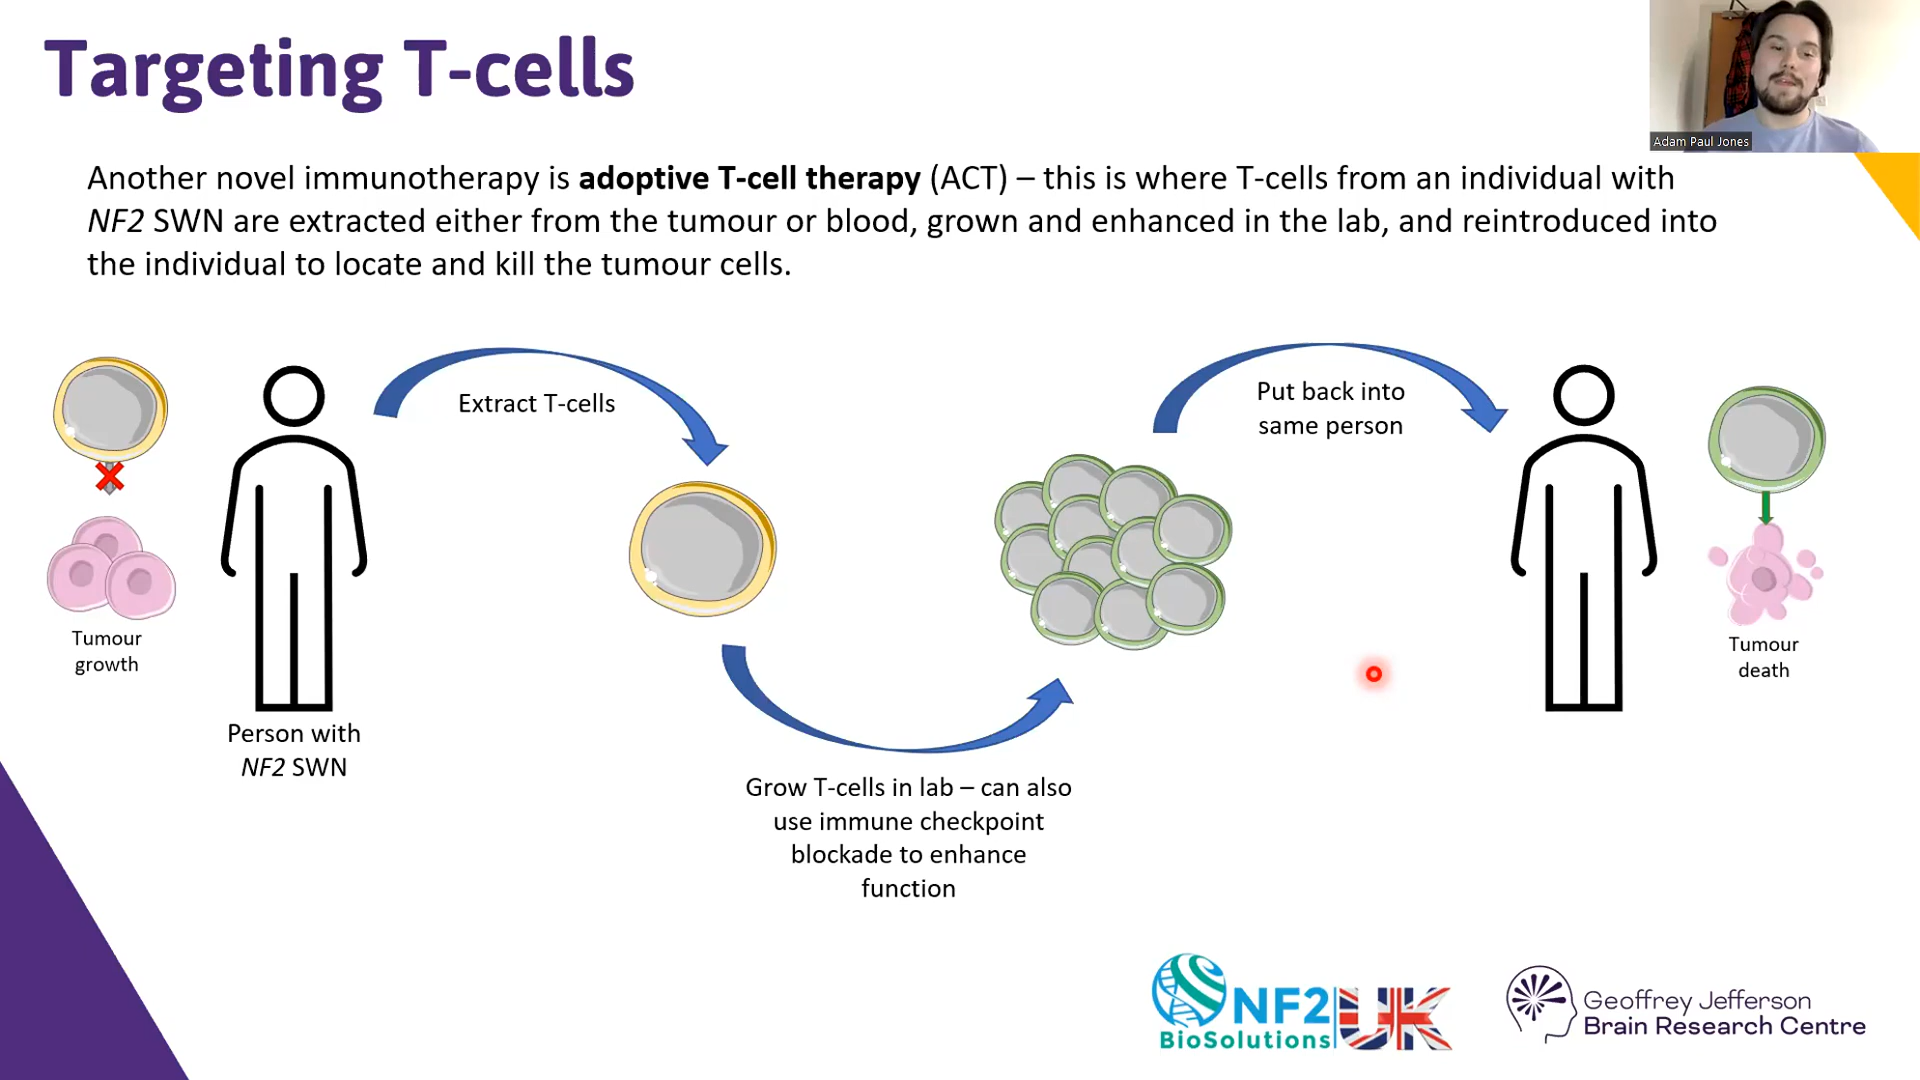 Targeting T-cells
Adam Paul Jones
Another novel immunotherapy is adoptive T-cell therapy (ACT) – this is where T-cells from an individual with
NF2 SWN are extracted either from the tumour or blood, grown and enhanced in the lab, and reintroduced into
the individual to locate and kill the tumour cells.
Extract T-cells
Put back into
same person
Tumour
growth
Tumour
death
Person with
NF2 SWN
Grow T-cells in lab – can also
use immune checkpoint
blockade to enhance
function
NF2 UK
BioSolutions
Geoffrey Jefferson
Brain Research Centre